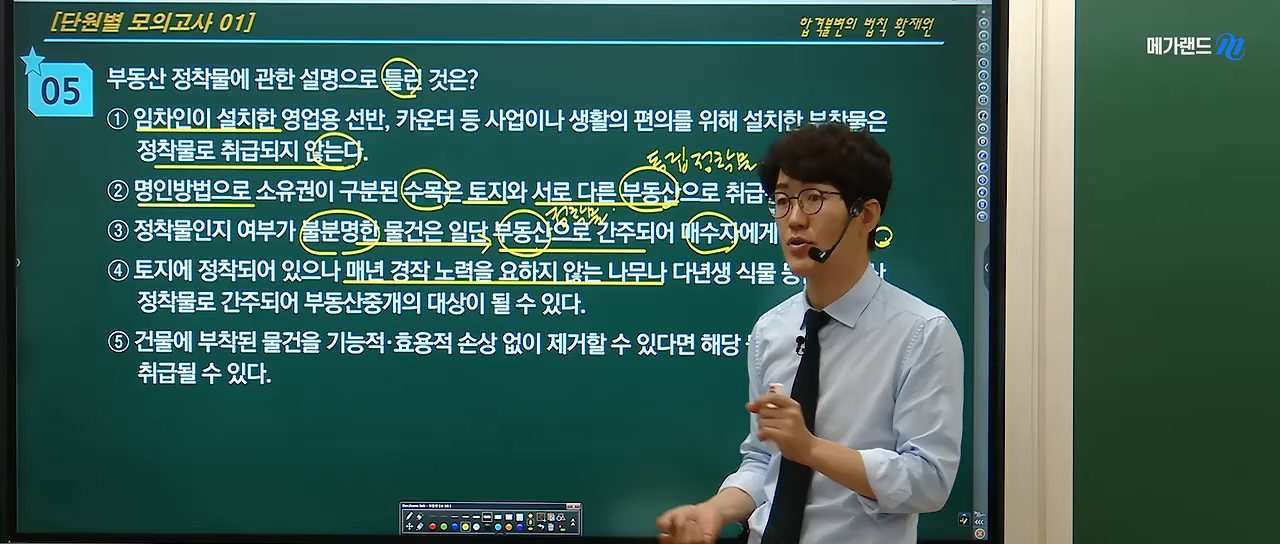 [단원별 모의고사 01]
합격불변의 법칙 황재원
메가랜드
05
부동산 정착물에 관한 설명으로 틀린 것은?
① 임차인이 설치한 영업용 선반, 카운터 등 사업이나 생활의 편의를 위해 설치한 부착물은
정착물로 취급되지 않는다.
독립정착물
② 명인방법으로 소유권이 구분된 수목은 토지와 서로 다른 부동산으로 취급
정착물
③ 정착물인지 여부가 불분명한 물건은 일단 부동산으로 간주되어 매수자에게
④ 토지에 정착되어 있으나 매년 경작 노력을 요하지 않는 나무나 다년생 식물
정착물로 간주되어 부동산중개의 대상이 될 수 있다.
⑤ 건물에 부착된 물건을 기능적·효용적 손상 없이 제거할 수 있다면 해당
취급될 수 있다.